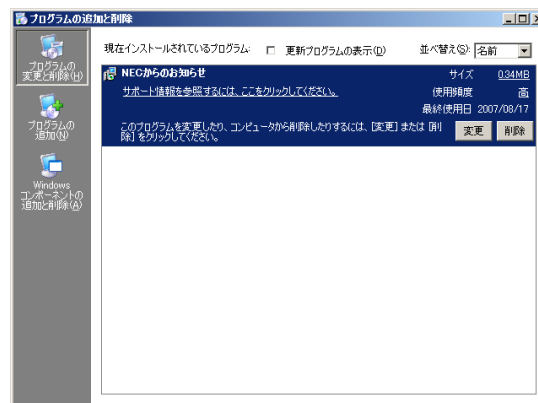 プログラムの追加と削除
プログラムの
変更と削除(H)
プログラムの
追加(N)
Windows
コンポーネントの
追加と削除(A)
現在インストールされているプログラム:
更新プログラムの表示(D)
並べ替え(S):
名前
NECからのお知らせ
サイズ
0.34MB
サポート情報を参照するには、ここをクリックしてください。
使用頻度
高
最終使用日 2007/08/17
このプログラムを変更したり、コンピュータから削除したりするには、[変更] または [削
除] をクリックしてください。
変更
削除